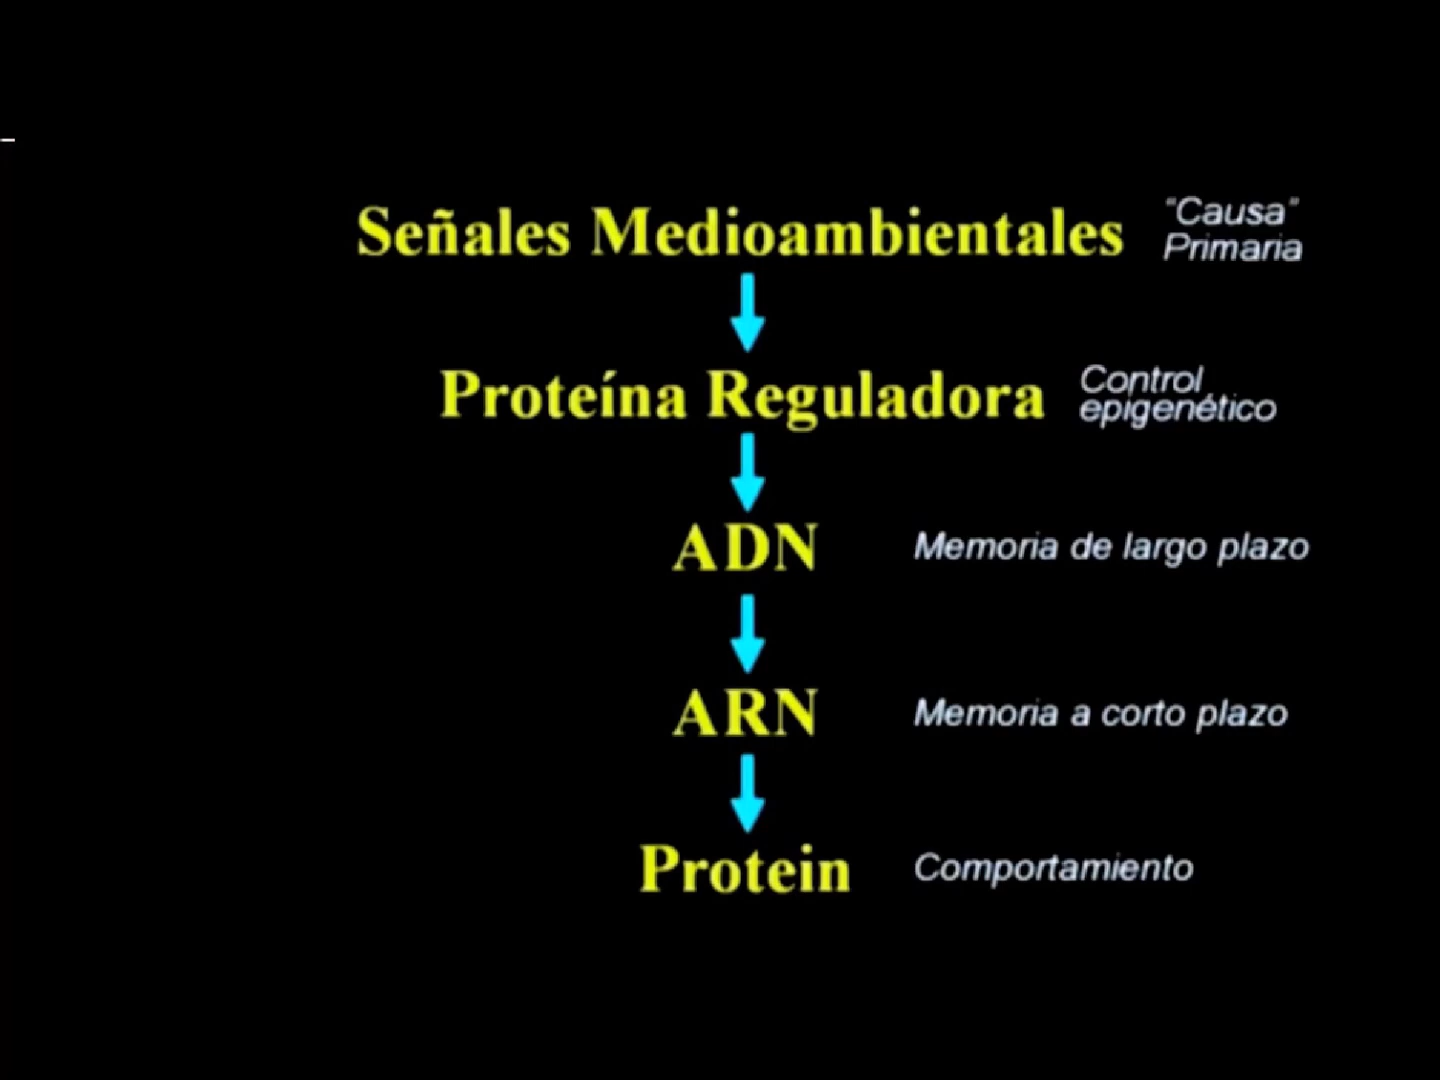 Señales Medioambientales
"Causa"
Primaria
Proteína Reguladora
Control
epigenético
ADN
Memoria de largo plazo
ARN
Memoria a corto plazo
Protein
Comportamiento